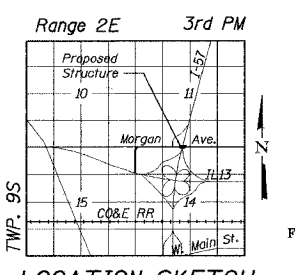 Range 2E 3rd PM
Proposed
Structure
I-57
10 11
Morgan Ave.
N
IL13
15 14
TWP. 9S
CO&E RR
F
W. Main St.
LOCATION SKETCH